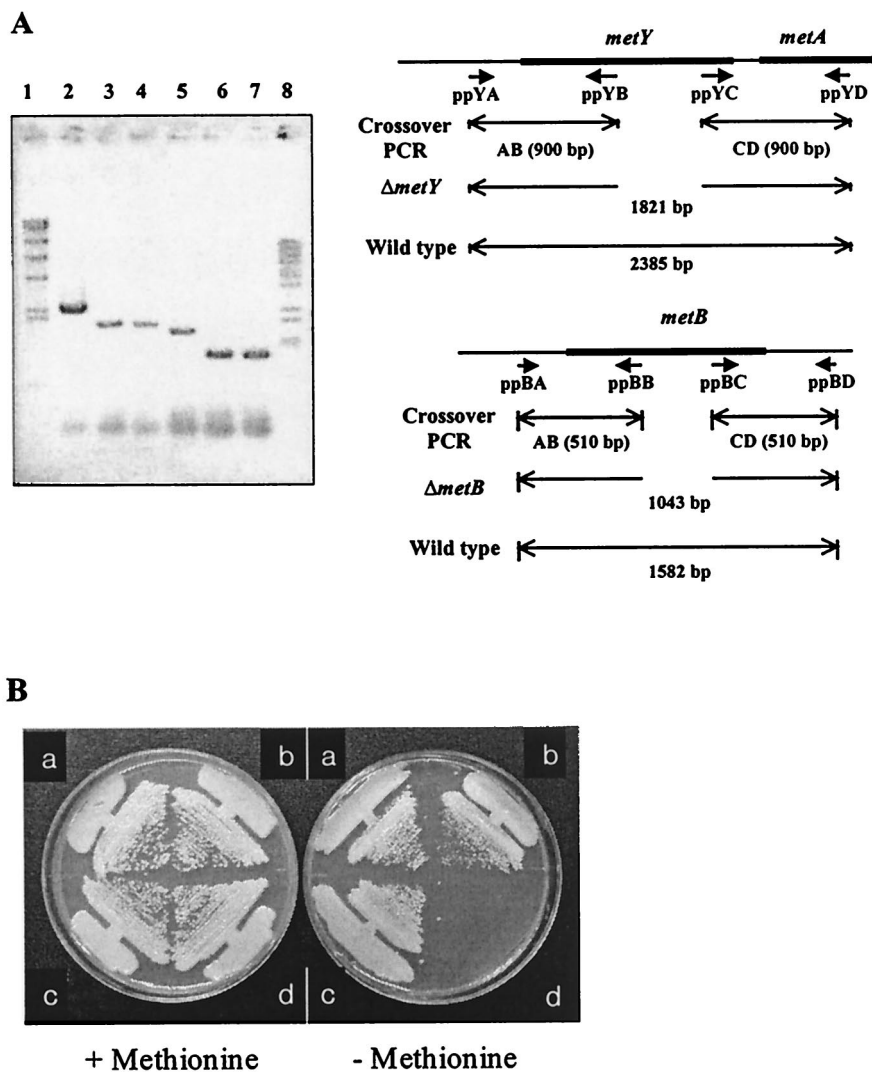 A
1 2 3 4 5 6 7 8
metY metA
ppYA ppYB ppYC ppYD
Crossover
PCR
AB (900 bp) CD (900 bp)
ΔmetY
1821 bp
Wild type
2385 bp
metB
ppBA ppBB ppBC ppBD
Crossover
PCR
AB (510 bp) CD (510 bp)
ΔmetB
1043 bp
Wild type
1582 bp
B
a b a b
c d c d
+ Methionine - Methionine